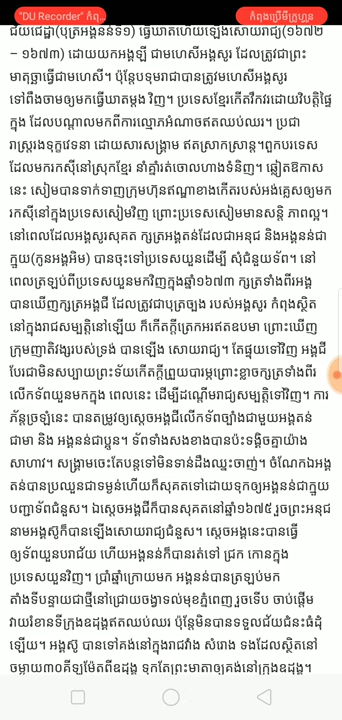 "DU Recorder" កំពុ...
កំពុងប្រើមីក្រូហ្វូន
ជ័យជេដ្ឋា(បុត្រអង្គននទី១) ធ្វើឃាតហើយឡើងសោយរាជ្យ(១៦៧២
– ១៦៧៣) ដោយយកអង្គឡី ជាមហេសីអង្គសូរ ដែលត្រូវជាព្រះ
មាតុច្ឆាធ្វើជាមហេសី។ ប៉ុន្តែបទុមរាជាបានត្រូវមហេសីអង្គសូរ
ទៅពឹងចាមឲ្យមកធ្វើឃាតម្តង វិញ។ ប្រទេសខ្មែរកើតវឹកវរដោយវិបត្តិផ្ទៃ
ក្នុង ដែលបណ្តាលមកពីការល្មោភអំណាចឥតឈប់ឈរ។ ប្រជា
រាស្ត្ររងទុក្ខវេទនា ដោយសារសង្គ្រាម ឥតស្រាកស្រាន្ត។ពួកបរទេស
ដែលមករកស៊ីនៅស្រុកខ្មែរ នាំគ្នារត់ចោលហាងទំនិញ។ ឆ្លៀតឱកាស
នេះ សៀមបានទាក់ទាញក្រុមហ៊ុនឥណ្ឌាខាងកើតរបស់អង់គ្លេសឲ្យមក
រកស៊ីនៅក្នុងប្រទេសសៀមវិញ ព្រោះប្រទេសសៀមមានសន្តិ ភាពល្អ។
នៅពេលដែលអង្គសូរសុគត ក្សត្រអង្គតន់ដែលជាអនុជ និងអង្គនន់ជា
ក្មួយ(កូនអង្គអិម) បានចុះទៅប្រទេសយួនដើម្បី សុំជំនួយទ័ព។ នៅ
ពេលត្រឡប់ពីប្រទេសយួនមកវិញក្នុងឆ្នាំ១៦៧៣ ក្សត្រទាំងពីរអង្គ
បានឃើញក្សត្រអង្គជី ដែលត្រូវជាបុត្រច្បង របស់អង្គសូរ កំពុងស្ថិត
នៅក្នុងរាជសម្បត្តិនៅឡើយ ក៏កើតក្តីត្រេកអរឥតឧបមា ព្រោះឃើញ
ក្រុមញាតិវង្សរបស់ទ្រង់ បានឡើង សោយរាជ្យ។ តែផ្ទុយទៅវិញ អង្គជី
បែរជាមិនសប្បាយព្រះទ័យកើតក្តីព្រួយបារម្ភព្រោះខ្លាចក្សត្រទាំងពីរ
លើកទ័ពយួនមកក្នុង ពេលនេះ ដើម្បីដណ្តើមរាជ្យសម្បត្តិទៅវិញ។ ការ
ភ័ន្តច្រឡំនេះ បានតម្រូវឲ្យស្តេចអង្គជីលើកទ័ពច្បាំងជាមួយអង្គតន់
ជាមា និង អង្គនន់ជាប្អូន។ ទ័ពទាំងសងខាងបានប៉ះទង្គិចគ្នាយ៉ាង
សាហាវ។ សង្គ្រាមចេះតែបន្តទៅមិនទាន់ដឹងឈ្នះចាញ់។ ចំណែកឯអង្គ
តន់បានប្រឈួនជាទម្ងន់ហើយក៏សុគតទៅដោយទុកឲ្យអង្គនន់ជាក្មួយ
បញ្ជាទ័ពជំនួស។ ឯស្តេចអង្គជីក៏បានសុគតនៅឆ្នាំ១៦៧៥ រួចព្រះអនុជ
នាមអង្គស៊ូក៏បានឡើងសោយរាជ្យជំនួស។ ស្តេចអង្គនេះបានធ្វើ
ឲ្យទ័ពយួនបរាជ័យ ហើយអង្គនន់ក៏បានរត់ទៅ ជ្រក កោនក្នុង
ប្រទេសយួនវិញ។ ប្រាំឆ្នាំក្រោយមក អង្គនន់បានត្រឡប់មក
តាំងទីបន្ទាយជាថ្មីនៅជ្រោយចង្វាទល់មុខភ្នំពេញ រួចទើប ចាប់ផ្តើម
វាយរំខានទីក្រុងឧដុង្គឥតឈប់ឈរ ប៉ុន្តែមិនបានទទួលជ័យជំនះធំដុំ
ឡើយ។ អង្គស៊ូ បានទៅគង់នៅក្នុងរាជវាំង សំរោង ទងដែលស្ថិតនៅ
ចម្ងាយ៣០គីឡូម៉ែតពីឧដុង្គ ទុកតែព្រះមាតាឲ្យគង់នៅក្រុងឧដុង្គ។